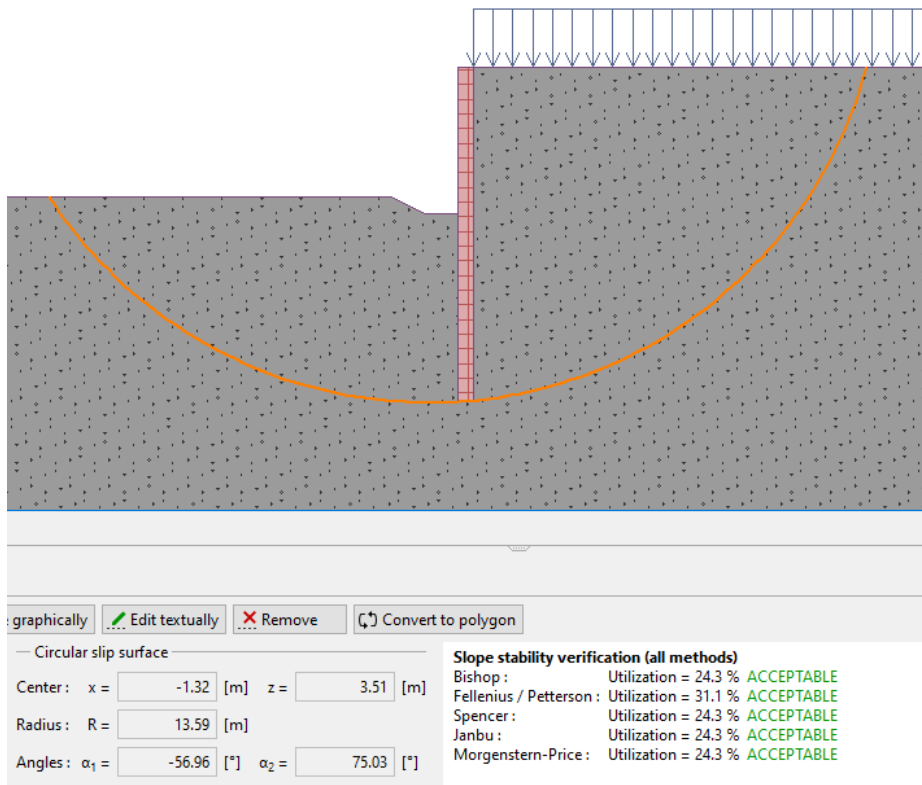 graphically Edit textually Remove Convert to polygon
Circular slip surface
Center : x = -1.32 [m] z = 3.51 [m]
Radius : R = 13.59 [m]
Angles : α1 = -56.96 [°] α2 = 75.03 [°]
Slope stability verification (all methods)
Bishop : Utilization = 24.3 % ACCEPTABLE
Fellenius / Petterson : Utilization = 31.1 % ACCEPTABLE
Spencer : Utilization = 24.3 % ACCEPTABLE
Janbu : Utilization = 24.3 % ACCEPTABLE
Morgenstern-Price : Utilization = 24.3 % ACCEPTABLE